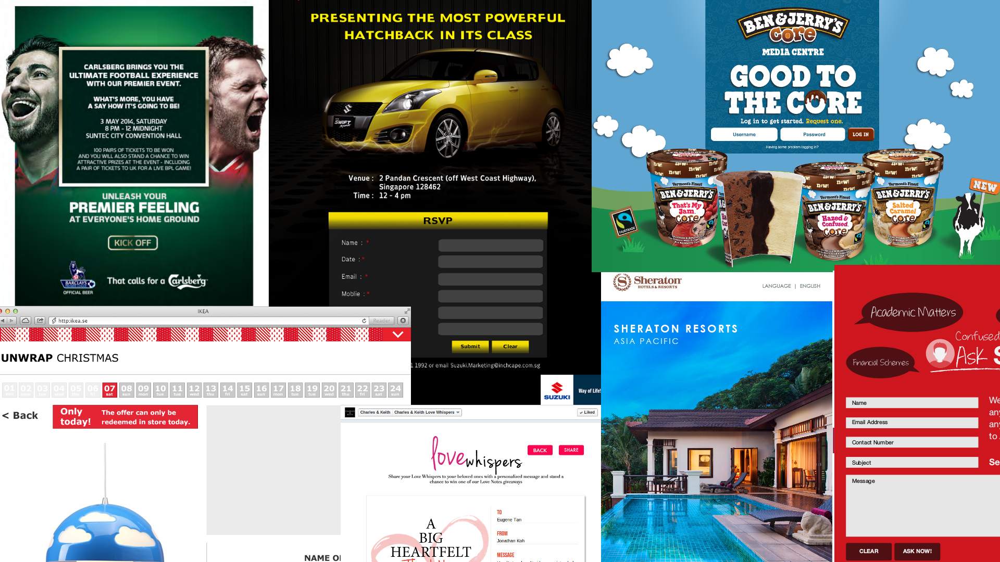 CARLSBERG BRINGS YOU THE
ULTIMATE FOOTBALL EXPERIENCE
WITH OUR PREMIER EVENT.
WHAT'S MORE, YOU HAVE
A SAY HOW IT'S GOING TO BE!
3 MAY 2014, SATURDAY
8 PM - 12 MIDNIGHT
SUNTEC CITY CONVENTION HALL
100 PAIRS OF TICKETS TO BE WON
AND YOU WILL ALSO STAND A CHANCE TO WIN
ATTRACTIVE PRIZES AT THE EVENT - INCLUDING
A PAIR OF TICKETS TO UK FOR A LIVE BPL GAME!
UNLEASH YOUR
PREMIER FEELING
AT EVERYONE'S HOME GROUND
KICK OFF
BARCLAYS
PREMIER LEAGUE
OFFICIAL BEER
That calls for a Carlsberg
PRESENTING THE MOST POWERFUL
HATCHBACK IN ITS CLASS
SWIFT
Sport
Venue : 2 Pandan Crescent (off West Coast Highway),
Singapore 128462
Time : 12 - 4 pm
RSVP
Name : *
Date : *
Email : *
Moblie : *
Submit Clear
1 1992 or email Suzuki.Marketing@inchcape.com.sg
SUZUKI
Way of Life!
BEN & JERRY'S
core
MEDIA CENTRE
GOOD TO
THE CORE
Log in to get started. Request one.
Username Password LOG IN
Having some problem logging in?
new! new! new! new!
Vermont's Finest
BEN & JERRY'S
That's My
Jam
core
Vermont's Finest
BEN & JERRY'S
Hazed &
Confused
core
Vermont's Finest
BEN & JERRY'S
Salted
Caramel
core
FAIRTRADE
NEW
IKEA
http:ikea.se
Reader
UNWRAP CHRISTMAS
01 02 03 04 05 06 07 08 09 10 11 12 13 14 15 16 17 18 19 20 21 22 23 24
sat sun mon tue tue wed thu fri sat sun mon tue tue wed thu fri sat sun
< Back
Only
today!
The offer can only be
redeemed in store today.
NAME O
Charles & Keith Charles & Keith Love Whispers
Liked
lovewhispers
BACK SHARE
Share your Love Whispers to your beloved ones with a personalized message and stand a
chance to win one of our Love Notes giveaways
A
BIG
HEARTFELT
TO
Eugene Tan
FROM
Jonathan Koh
MESSAGE
Sheraton
HOTELS & RESORTS
LANGUAGE | ENGLISH
SHERATON RESORTS
ASIA PACIFIC
Academic Matters
Confused
Ask S
Financial Schemes
Name
Email Address
Contact Number
Subject
Message
We
any
any
to
Se
CLEAR ASK NOW!